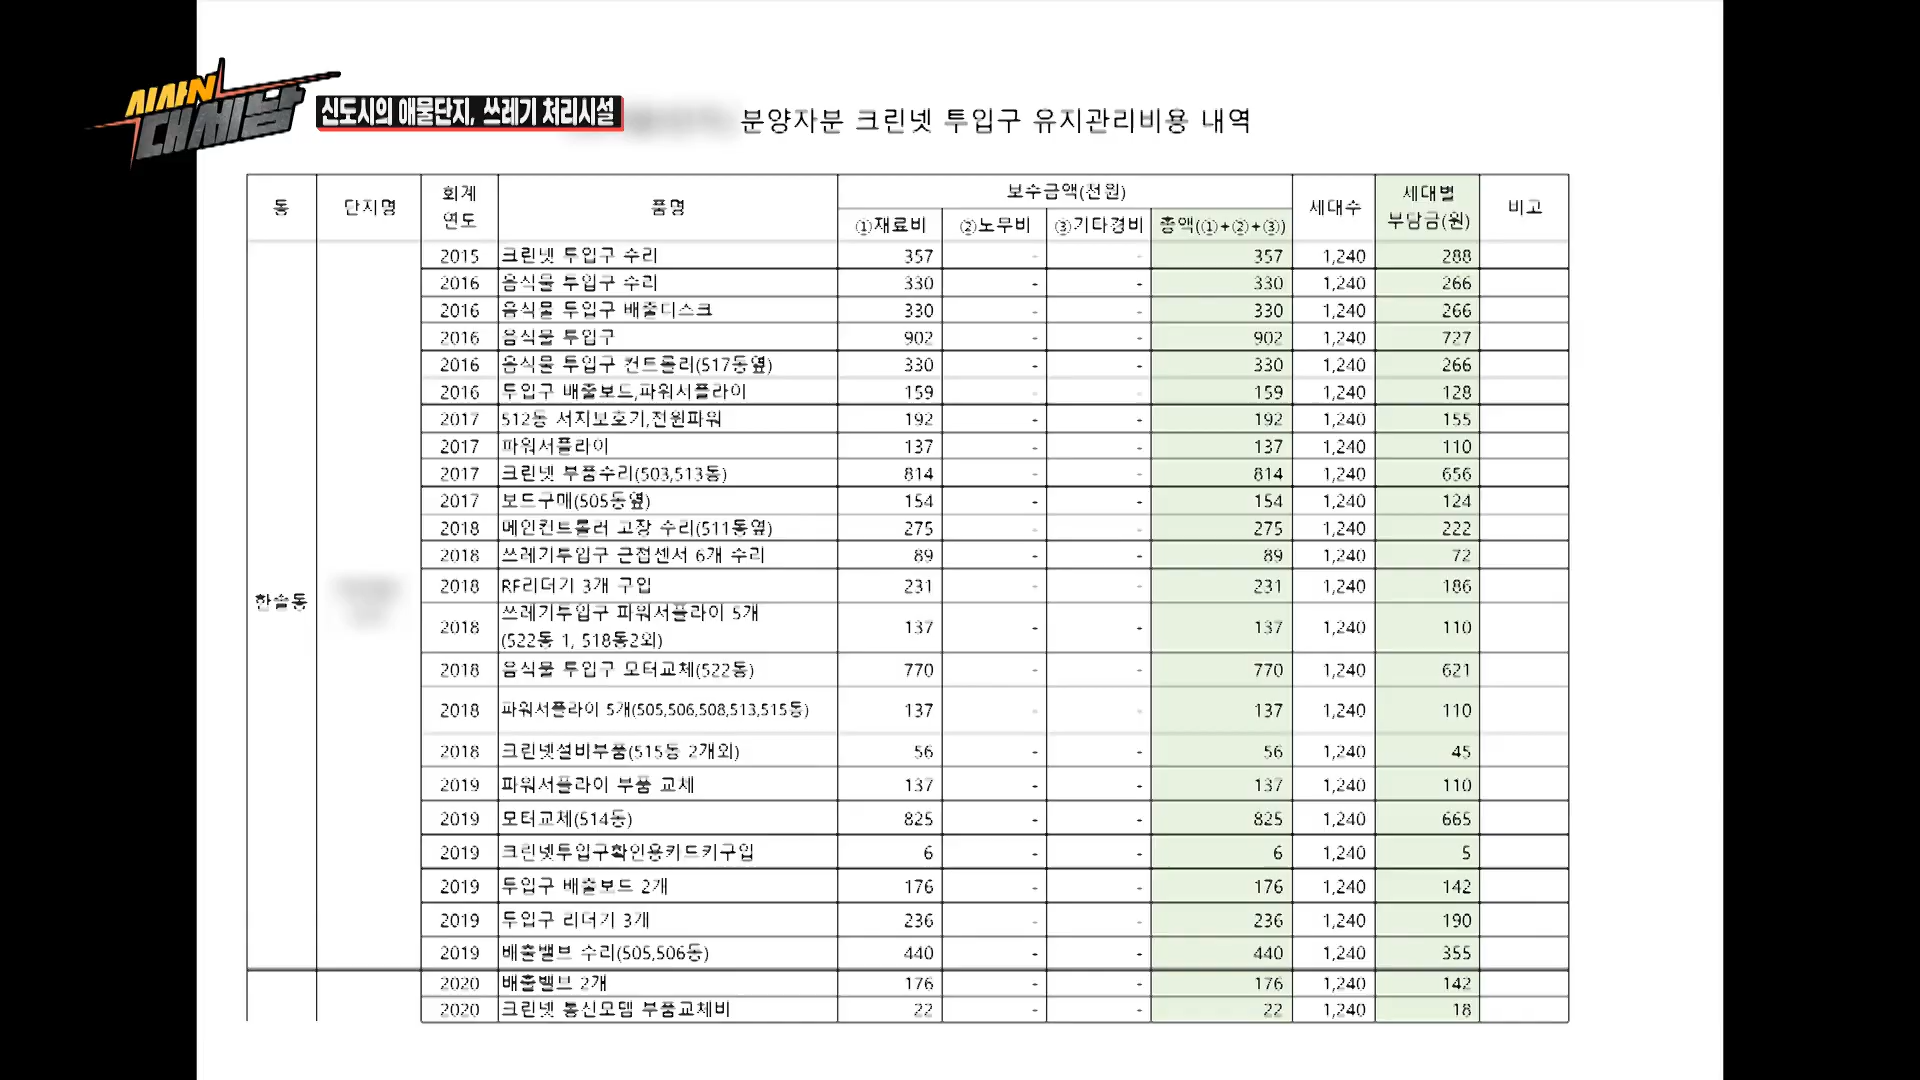 시사N
대세남
신도시의 애물단지, 쓰레기 처리시설
분양자분 크린넷 투입구 유지관리비용 내역
동 단지명 회계연도 품명 보수금액(천원) 세대수 세대별 부담금(원) 비고
①재료비 ②노무비 ③기타경비 총액(①+②+③)
한솔동
2015 크린넷 투입구 수리 357 - - 357 1,240 288
2016 음식물 투입구 수리 330 - - 330 1,240 266
2016 음식물 투입구 배출디스크 330 - - 330 1,240 266
2016 음식물 투입구 902 - - 902 1,240 727
2016 음식물 투입구 컨트롤리(517동옆) 330 - - 330 1,240 266
2016 투입구 배출보드,파워서플라이 159 - - 159 1,240 128
2017 512동 서지보호기,전원파워 192 - - 192 1,240 155
2017 파워서플라이 137 - - 137 1,240 110
2017 크린넷 부품수리(503,513동) 814 - - 814 1,240 656
2017 보드구매(505동옆) 154 - - 154 1,240 124
2018 메인킨트롤러 고장 수리(511동옆) 275 - - 275 1,240 222
2018 쓰레기투입구 근접센서 6개 수리 89 - - 89 1,240 72
2018 RF리더기 3개 구입 231 - - 231 1,240 186
2018 쓰레기투입구 파워서플라이 5개 137 - - 137 1,240 110
(522동 1, 518동2외)
2018 음식물 투입구 모터교체(522동) 770 - - 770 1,240 621
2018 파워서플라이 5개(505,506,508,513,515동) 137 - - 137 1,240 110
2018 크린넷설비부품(515동 2개외) 56 - - 56 1,240 45
2019 파워서플라이 부품 교체 137 - - 137 1,240 110
2019 모터교체(514동) 825 - - 825 1,240 665
2019 크린넷투입구확인용키드키구입 6 - - 6 1,240 5
2019 투입구 배출보드 2개 176 - - 176 1,240 142
2019 투입구 리더기 3개 236 - - 236 1,240 190
2019 배출밸브 수리(505,506동) 440 - - 440 1,240 355
2020 배출밸브 2개 176 - - 176 1,240 142
2020 크린넷 통신모뎀 부품교체비 22 - - 22 1,240 18